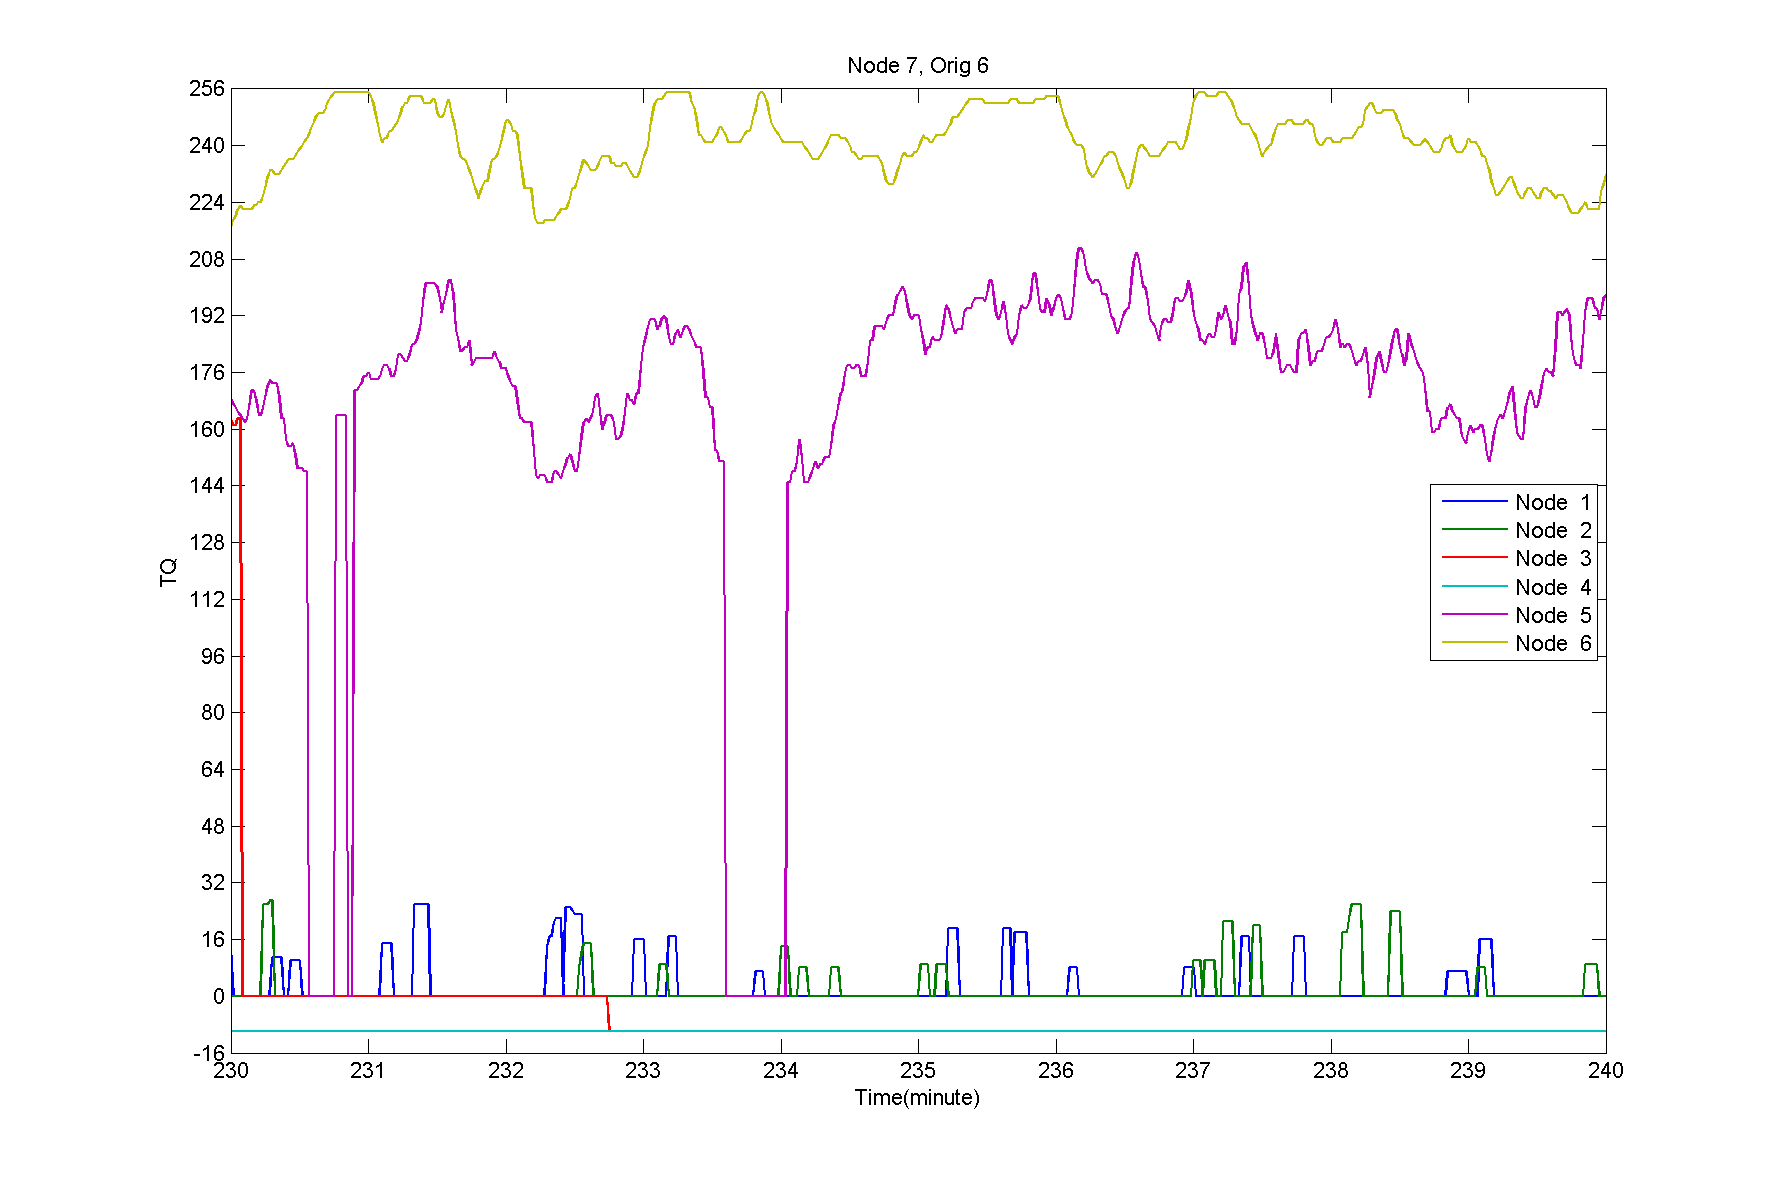 Node 7, Orig 6
256
240
224
208
192
176
160
144
128
112
96
80
64
48
32
16
0
-16
TQ
Node 1
Node 2
Node 3
Node 4
Node 5
Node 6
230 231 232 233 234 235 236 237 238 239 240
Time(minute)